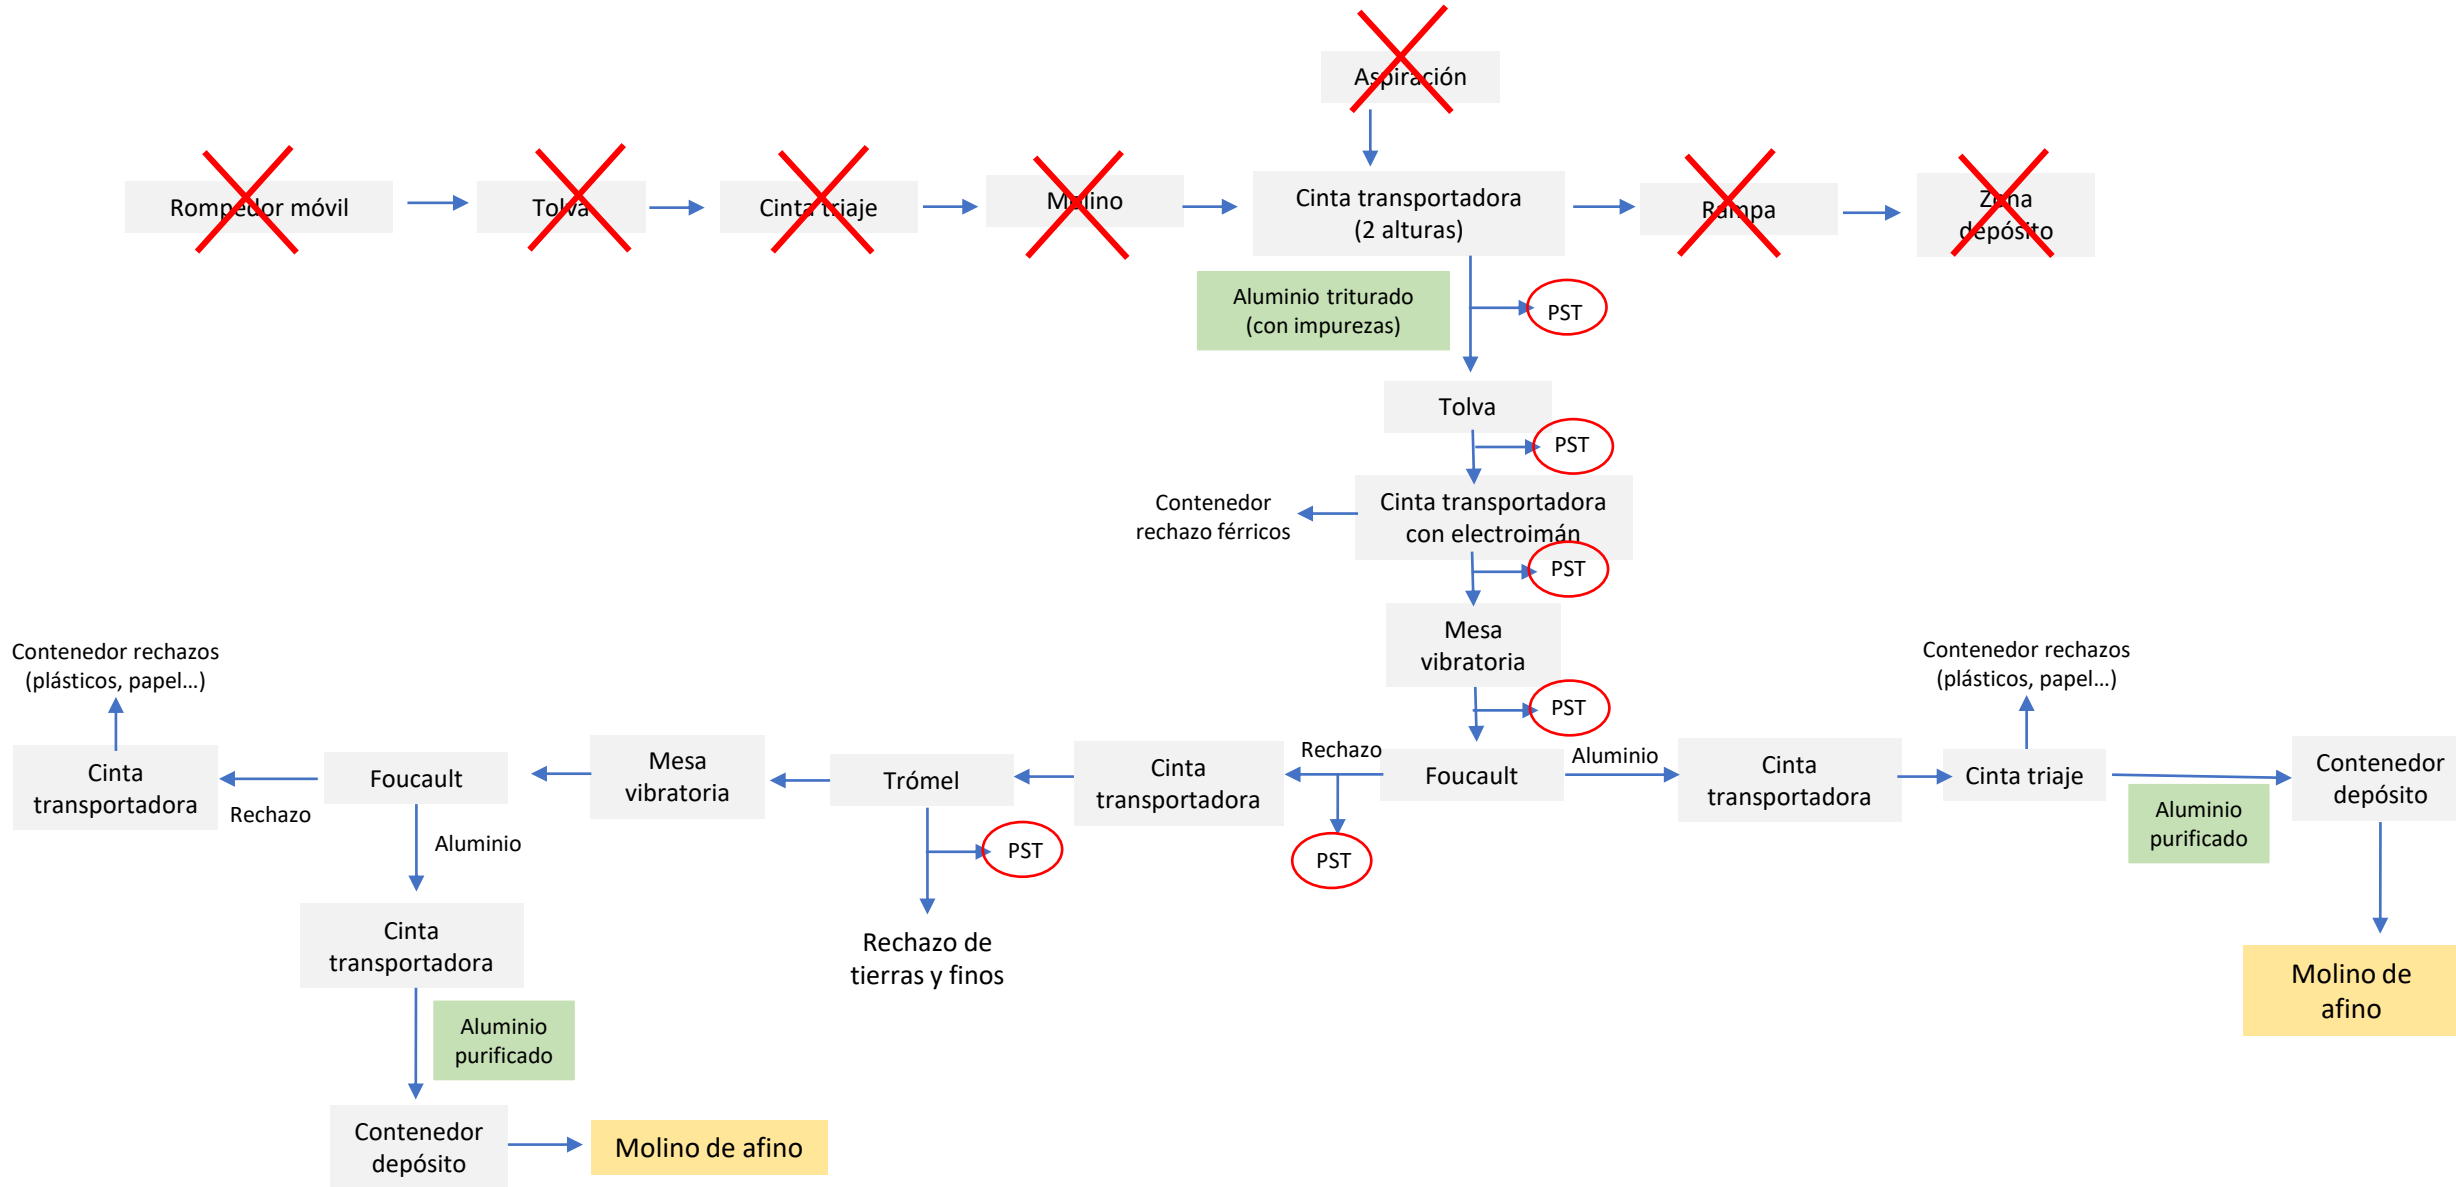 Aspiración
Rompedor móvil
Tolva
Cinta triaje
Molino
Cinta transportadora
(2 alturas)
Rampa
Zona
depósito
Aluminio triturado
(con impurezas)
PST
Tolva
PST
Contenedor
rechazo férricos
Cinta transportadora
con electroimán
PST
Mesa
vibratoria
PST
Contenedor rechazos
(plásticos, papel...)
Contenedor rechazos
(plásticos, papel...)
Cinta
transportadora
Rechazo
Foucault
Aluminio
Mesa
vibratoria
Trómel
PST
Cinta
transportadora
Rechazo
PST
Foucault
Aluminio
Cinta
transportadora
Cinta triaje
Aluminio
purificado
Contenedor
depósito
Cinta
transportadora
Rechazo de
tierras y finos
Molino de
afino
Aluminio
purificado
Contenedor
depósito
Molino de afino